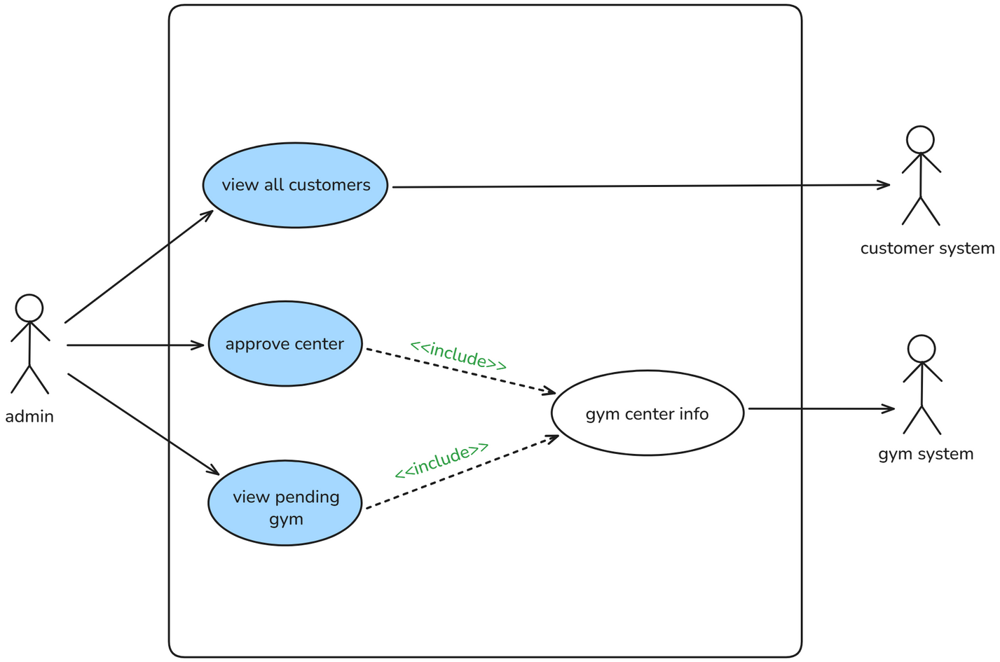 view all customers
customer system
approve center
<<include>>
admin
gym center info
gym system
<<include>>
view pending
gym